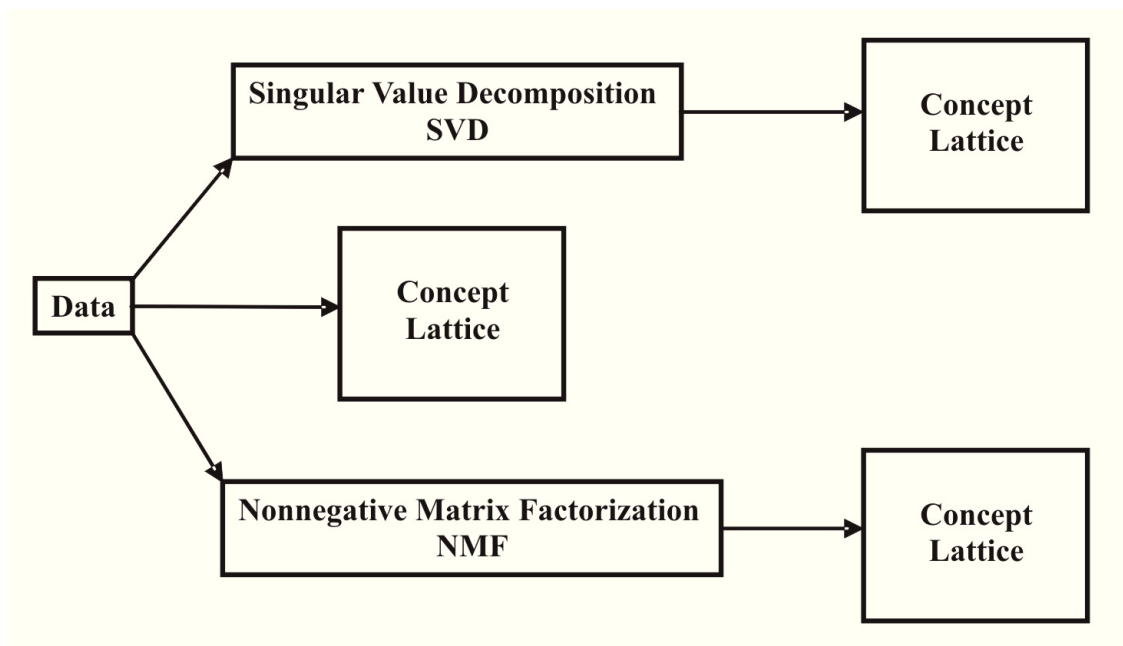 Singular Value Decomposition
SVD
Concept
Lattice
Data
Concept
Lattice
Nonnegative Matrix Factorization
NMF
Concept
Lattice